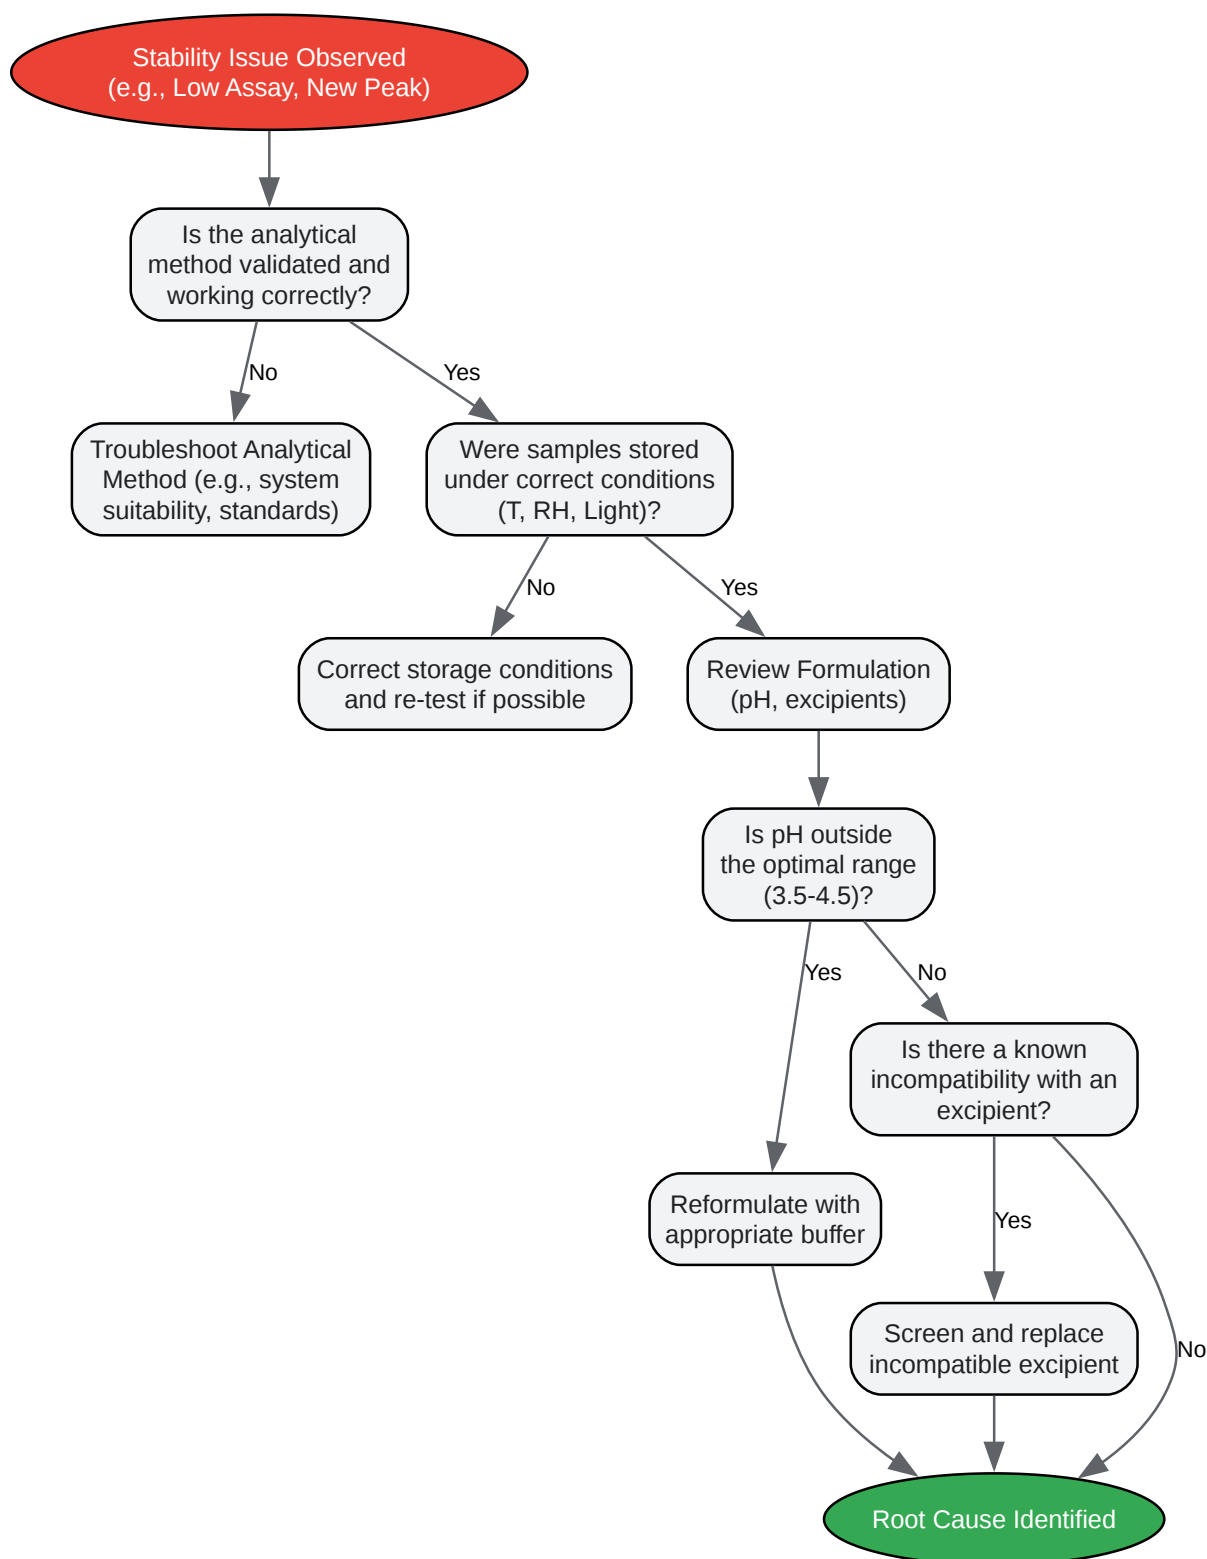 Stability Issue Observed
(e.g., Low Assay, New Peak)
Is the analytical
method validated and
working correctly?
No
Yes
Troubleshoot Analytical
Method (e.g., system
suitability, standards)
Were samples stored
under correct conditions
(T, RH, Light)?
No
Yes
Correct storage conditions
and re-test if possible
Review Formulation
(pH, excipients)
Is pH outside
the optimal range
(3.5-4.5)?
Yes
No
Is there a known
incompatibility with an
excipient?
Reformulate with
appropriate buffer
Yes
Screen and replace
incompatible excipient
No
Root Cause Identified